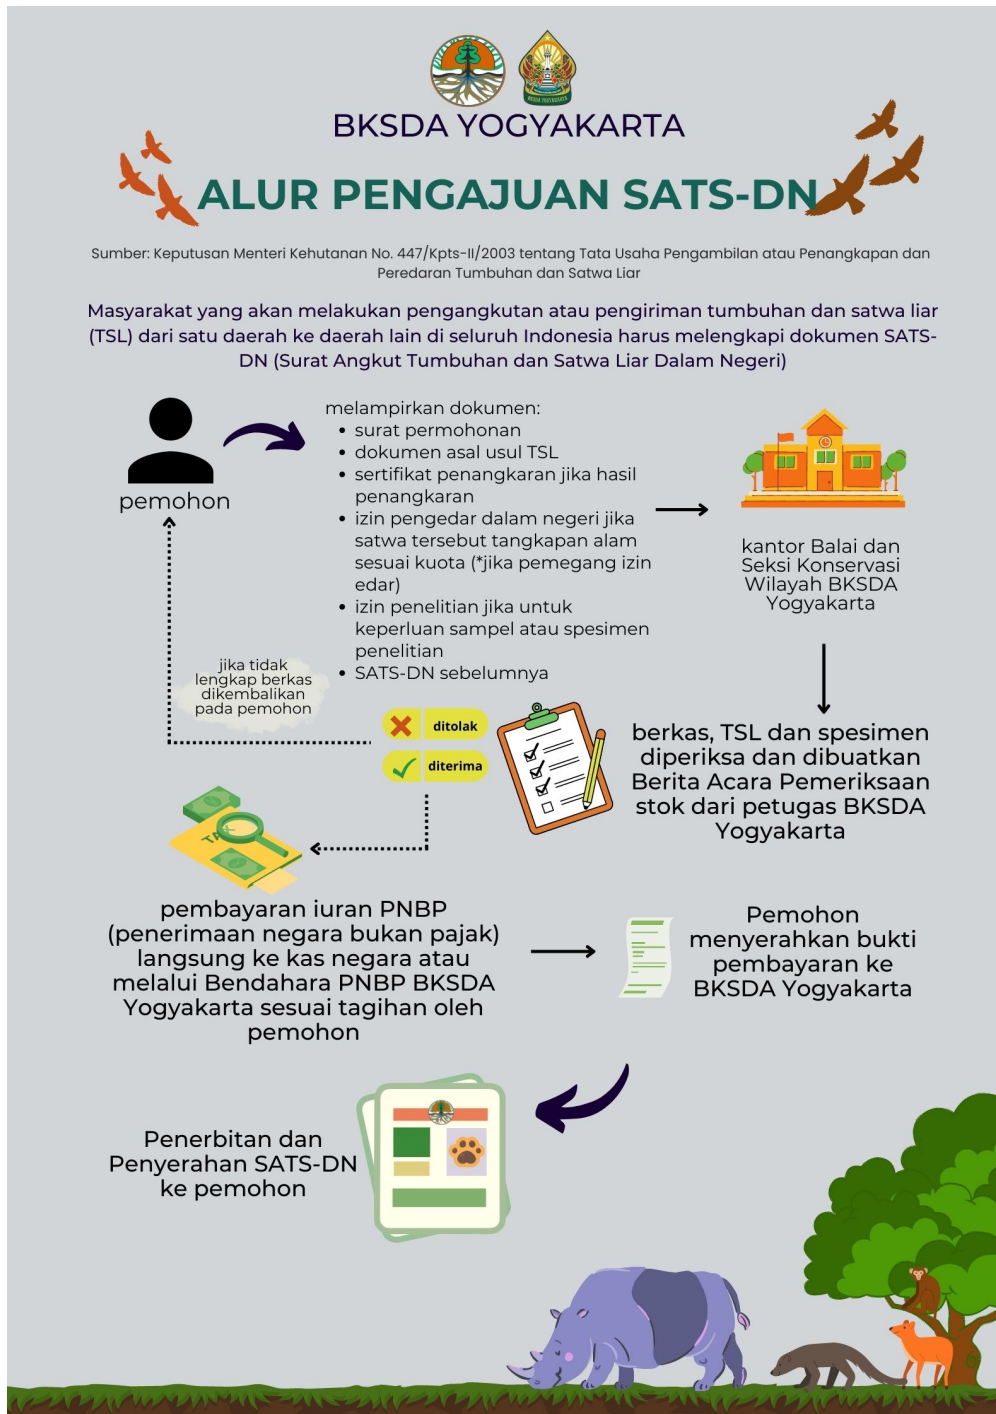 BKSDA YOGYAKARTA
ALUR PENGAJUAN SATS-DN
Sumber: Keputusan Menteri Kehutanan No. 447/Kpts-II/2003 tentang Tata Usaha Pengambilan atau Penangkapan dan
Peredaran Tumbuhan dan Satwa Liar
Masyarakat yang akan melakukan pengangkutan atau pengiriman tumbuhan dan satwa liar
(TSL) dari satu daerah ke daerah lain di seluruh Indonesia harus melengkapi dokumen SATS-
DN (Surat Angkut Tumbuhan dan Satwa Liar Dalam Negeri)
pemohon
melampirkan dokumen:
• surat permohonan
• dokumen asal usul TSL
• sertifikat penangkaran jika hasil
penangkaran
• izin pengedar dalam negeri jika
satwa tersebut tangkapan alam
sesuai kuota (*jika pemegang izin
edar)
• izin penelitian jika untuk
keperluan sampel atau spesimen
penelitian
• SATS-DN sebelumnya
kantor Balai dan
Seksi Konservasi
Wilayah BKSDA
Yogyakarta
jika tidak
lengkap berkas
dikembalikan
pada pemohon
ditolak
diterima
berkas, TSL dan spesimen
diperiksa dan dibuatkan
Berita Acara Pemeriksaan
stok dari petugas BKSDA
Yogyakarta
TAX
pembayaran iuran PNBP
(penerimaan negara bukan pajak)
langsung ke kas negara atau
melalui Bendahara PNBP BKSDA
Yogyakarta sesuai tagihan oleh
pemohon
Pemohon
menyerahkan bukti
pembayaran ke
BKSDA Yogyakarta
Penerbitan dan
Penyerahan SATS-DN
ke pemohon